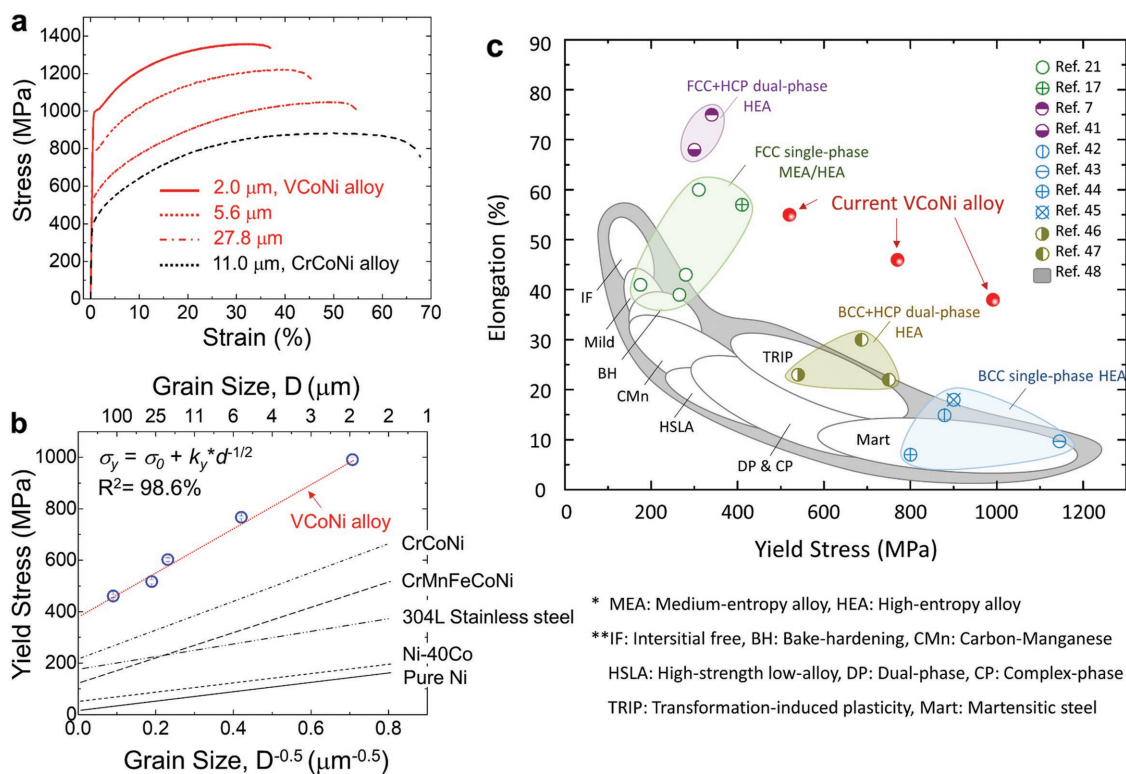 a
Stress (MPa)
1400
1200
1000
800
600
400
200
0
2.0 μm, VCoNi alloy
5.6 μm
27.8 μm
11.0 μm, CrCoNi alloy
0 10 20 30 40 50 60 70
Strain (%)
Grain Size, D (μm)
b
100 25 11 6 4 3 2 2 1
σy = σ0 + ky*d-1/2
R2= 98.6%
VCoNi alloy
Yield Stress (MPa)
1000
800
600
400
200
0
CrCoNi
CrMnFeCoNi
304L Stainless steel
Ni-40Co
Pure Ni
0.0 0.2 0.4 0.6 0.8 1.0
Grain Size, D-0.5 (μm-0.5)
c
Elongation (%)
90
80
70
60
50
40
30
20
10
0
FCC+HCP dual-phase
HEA
FCC single-phase
MEA/HEA
Current VCoNi alloy
BCC+HCP dual-phase
HEA
BCC single-phase HEA
IF
Mild
BH
CMn
HSLA
DP & CP
TRIP
Mart
Ref. 21
Ref. 17
Ref. 7
Ref. 41
Ref. 42
Ref. 43
Ref. 44
Ref. 45
Ref. 46
Ref. 47
Ref. 48
0 200 400 600 800 1000 1200
Yield Stress (MPa)
* MEA: Medium-entropy alloy, HEA: High-entropy alloy
**IF: Intersitial free, BH: Bake-hardening, CMn: Carbon-Manganese
HSLA: High-strength low-alloy, DP: Dual-phase, CP: Complex-phase
TRIP: Transformation-induced plasticity, Mart: Martensitic steel